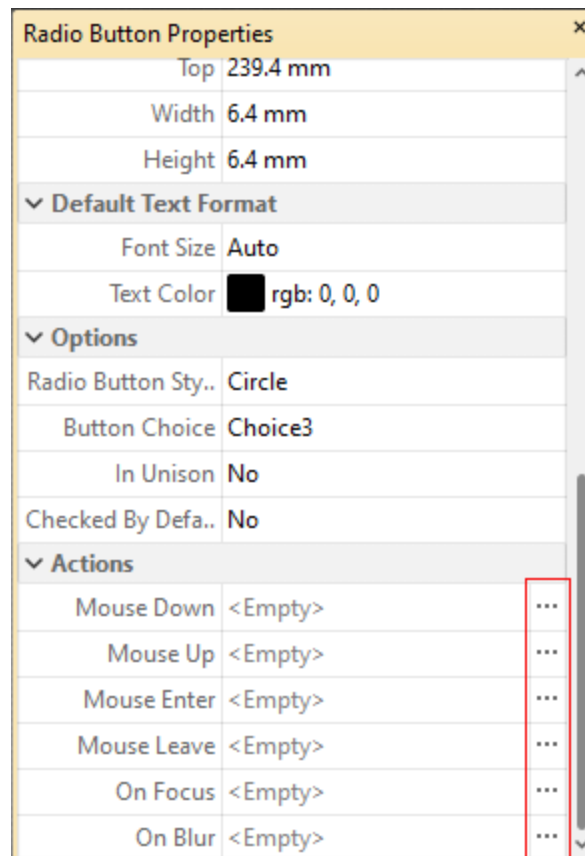 Radio Button Properties ×
Top 239.4 mm
Width 6.4 mm
Height 6.4 mm
Default Text Format
Font Size Auto
Text Color rgb: 0, 0, 0
Options
Radio Button Sty.. Circle
Button Choice Choice3
In Unison No
Checked By Defa.. No
Actions
Mouse Down <Empty> ...
Mouse Up <Empty> ...
Mouse Enter <Empty> ...
Mouse Leave <Empty> ...
On Focus <Empty> ...
On Blur <Empty> ...